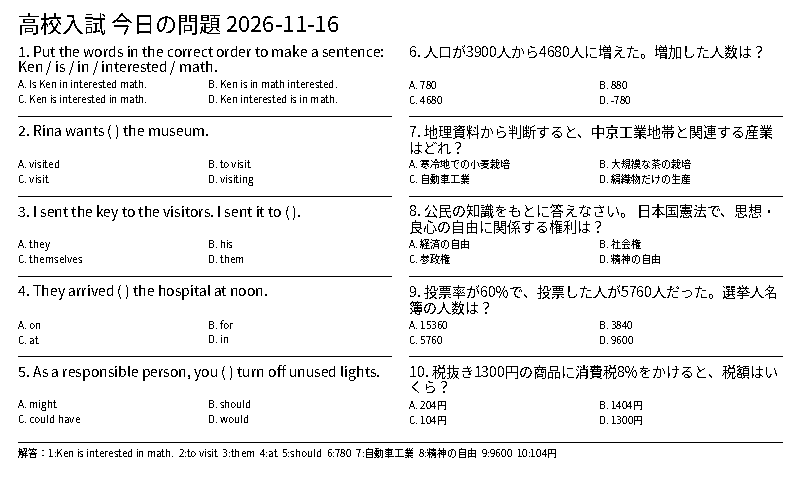 高校入試 今日の問題 2026-11-16
1. Put the words in the correct order to make a sentence:
Ken / is / in / interested / math.
A. Is Ken in interested math.
B. Ken is in math interested.
C. Ken is interested in math.
D. Ken interested is in math.
2. Rina wants ( ) the museum.
A. visited
B. to visit
C. visit
D. visiting
3. I sent the key to the visitors. I sent it to ( ).
A. they
B. his
C. themselves
D. them
4. They arrived ( ) the hospital at noon.
A. on
B. for
C. at
D. in
5. As a responsible person, you ( ) turn off unused lights.
A. might
B. should
C. could have
D. would
6. 人口が3900人から4680人に増えた。増加した人数は？
A. 780
B. 880
C. 4680
D. -780
7. 地理資料から判断すると、中京工業地帯と関連する産業
はどれ？
A. 寒冷地での小麦栽培
B. 大規模な茶の栽培
C. 自動車工業
D. 絹織物だけの生産
8. 公民の知識をもとに答えなさい。 日本国憲法で、思想・
良心の自由に関係する権利は？
A. 経済の自由
B. 社会権
C. 参政権
D. 精神の自由
9. 投票率が60%で、投票した人が5760人だった。選挙人名
簿の人数は？
A. 15360
B. 3840
C. 5760
D. 9600
10. 税抜き1300円の商品に消費税8%をかけると、税額はい
くら？
A. 204円
B. 1404円
C. 104円
D. 1300円
解答：1:Ken is interested in math. 2:to visit 3:them 4:at 5:should 6:780 7:自動車工業 8:精神の自由 9:9600 10:104円